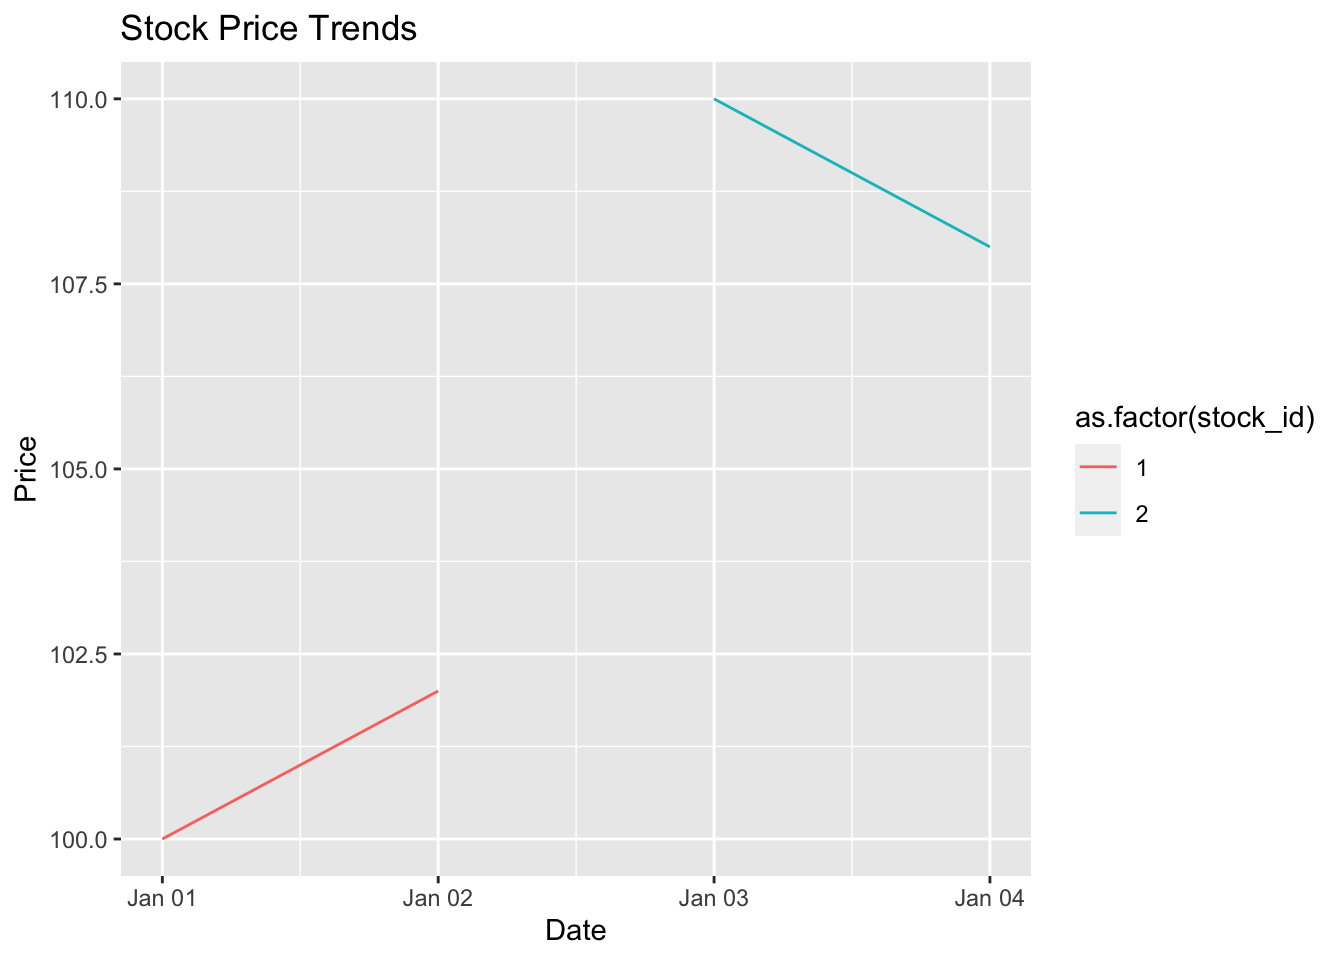 Stock Price Trends
110.0
107.5
105.0
102.5
100.0
Price
Jan 01
Jan 02
Jan 03
Jan 04
Date
as.factor(stock_id)
1
2